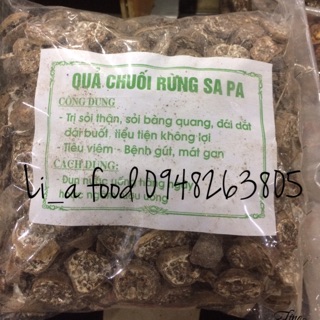 QUẢ CHUỐI RỪNG SA PA
CÔNG DỤNG
- Trị sỏi thận, sỏi bàng quang, đái dắt
đái buốt, tiểu tiện không lợi
- Tiểu viêm - Bệnh gút, mát gan
CÁCH DÙNG:
li_a food 0948263805
uống